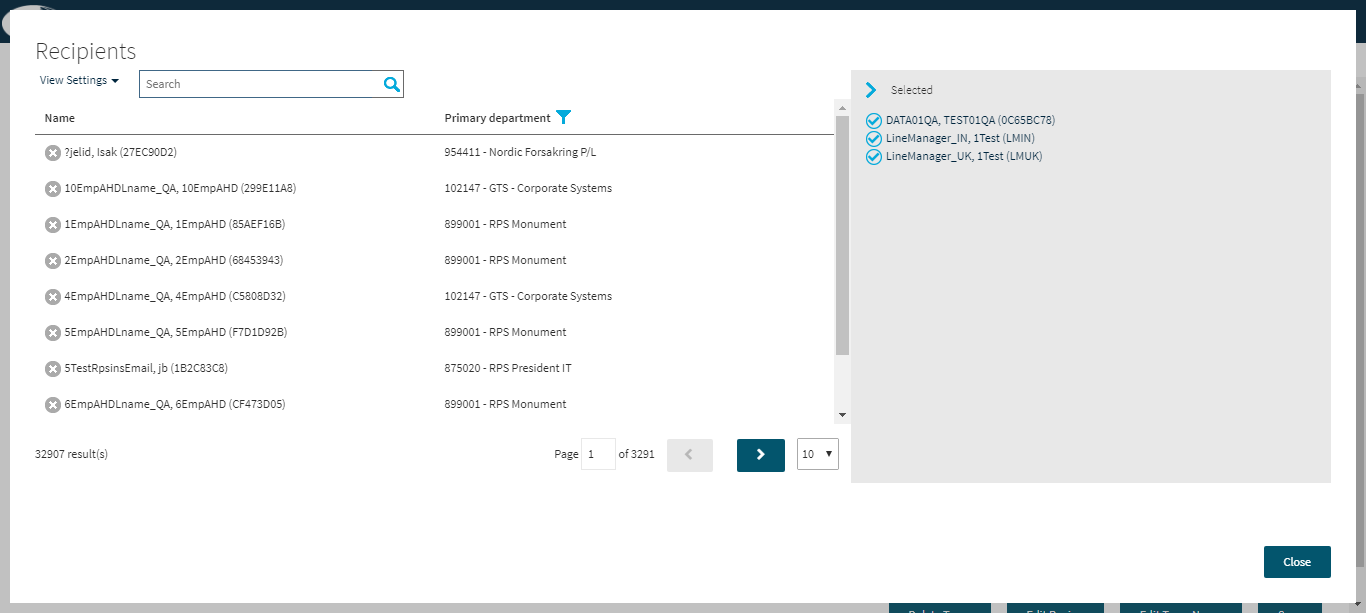 Recipients
View Settings
Search
Name Primary department
?jelid, Isak (27EC90D2) 954411 - Nordic Forsakring P/L
10EmpAHDLname_QA, 10EmpAHD (299E11A8) 102147 - GTS - Corporate Systems
1EmpAHDLname_QA, 1EmpAHD (85AEF16B) 899001 - RPS Monument
2EmpAHDLname_QA, 2EmpAHD (68453943) 899001 - RPS Monument
4EmpAHDLname_QA, 4EmpAHD (C5808D32) 102147 - GTS - Corporate Systems
5EmpAHDLname_QA, 5EmpAHD (F7D1D92B) 899001 - RPS Monument
5TestRpsinsEmail, jb (1B2C83C8) 875020 - RPS President IT
6EmpAHDLname_QA, 6EmpAHD (CF473D05) 899001 - RPS Monument
32907 result(s) Page 1 of 3291 10
Selected
DATA01QA, TEST01QA (0C65BC78)
LineManager_IN, 1Test (LMIN)
LineManager_UK, 1Test (LMUK)
Close